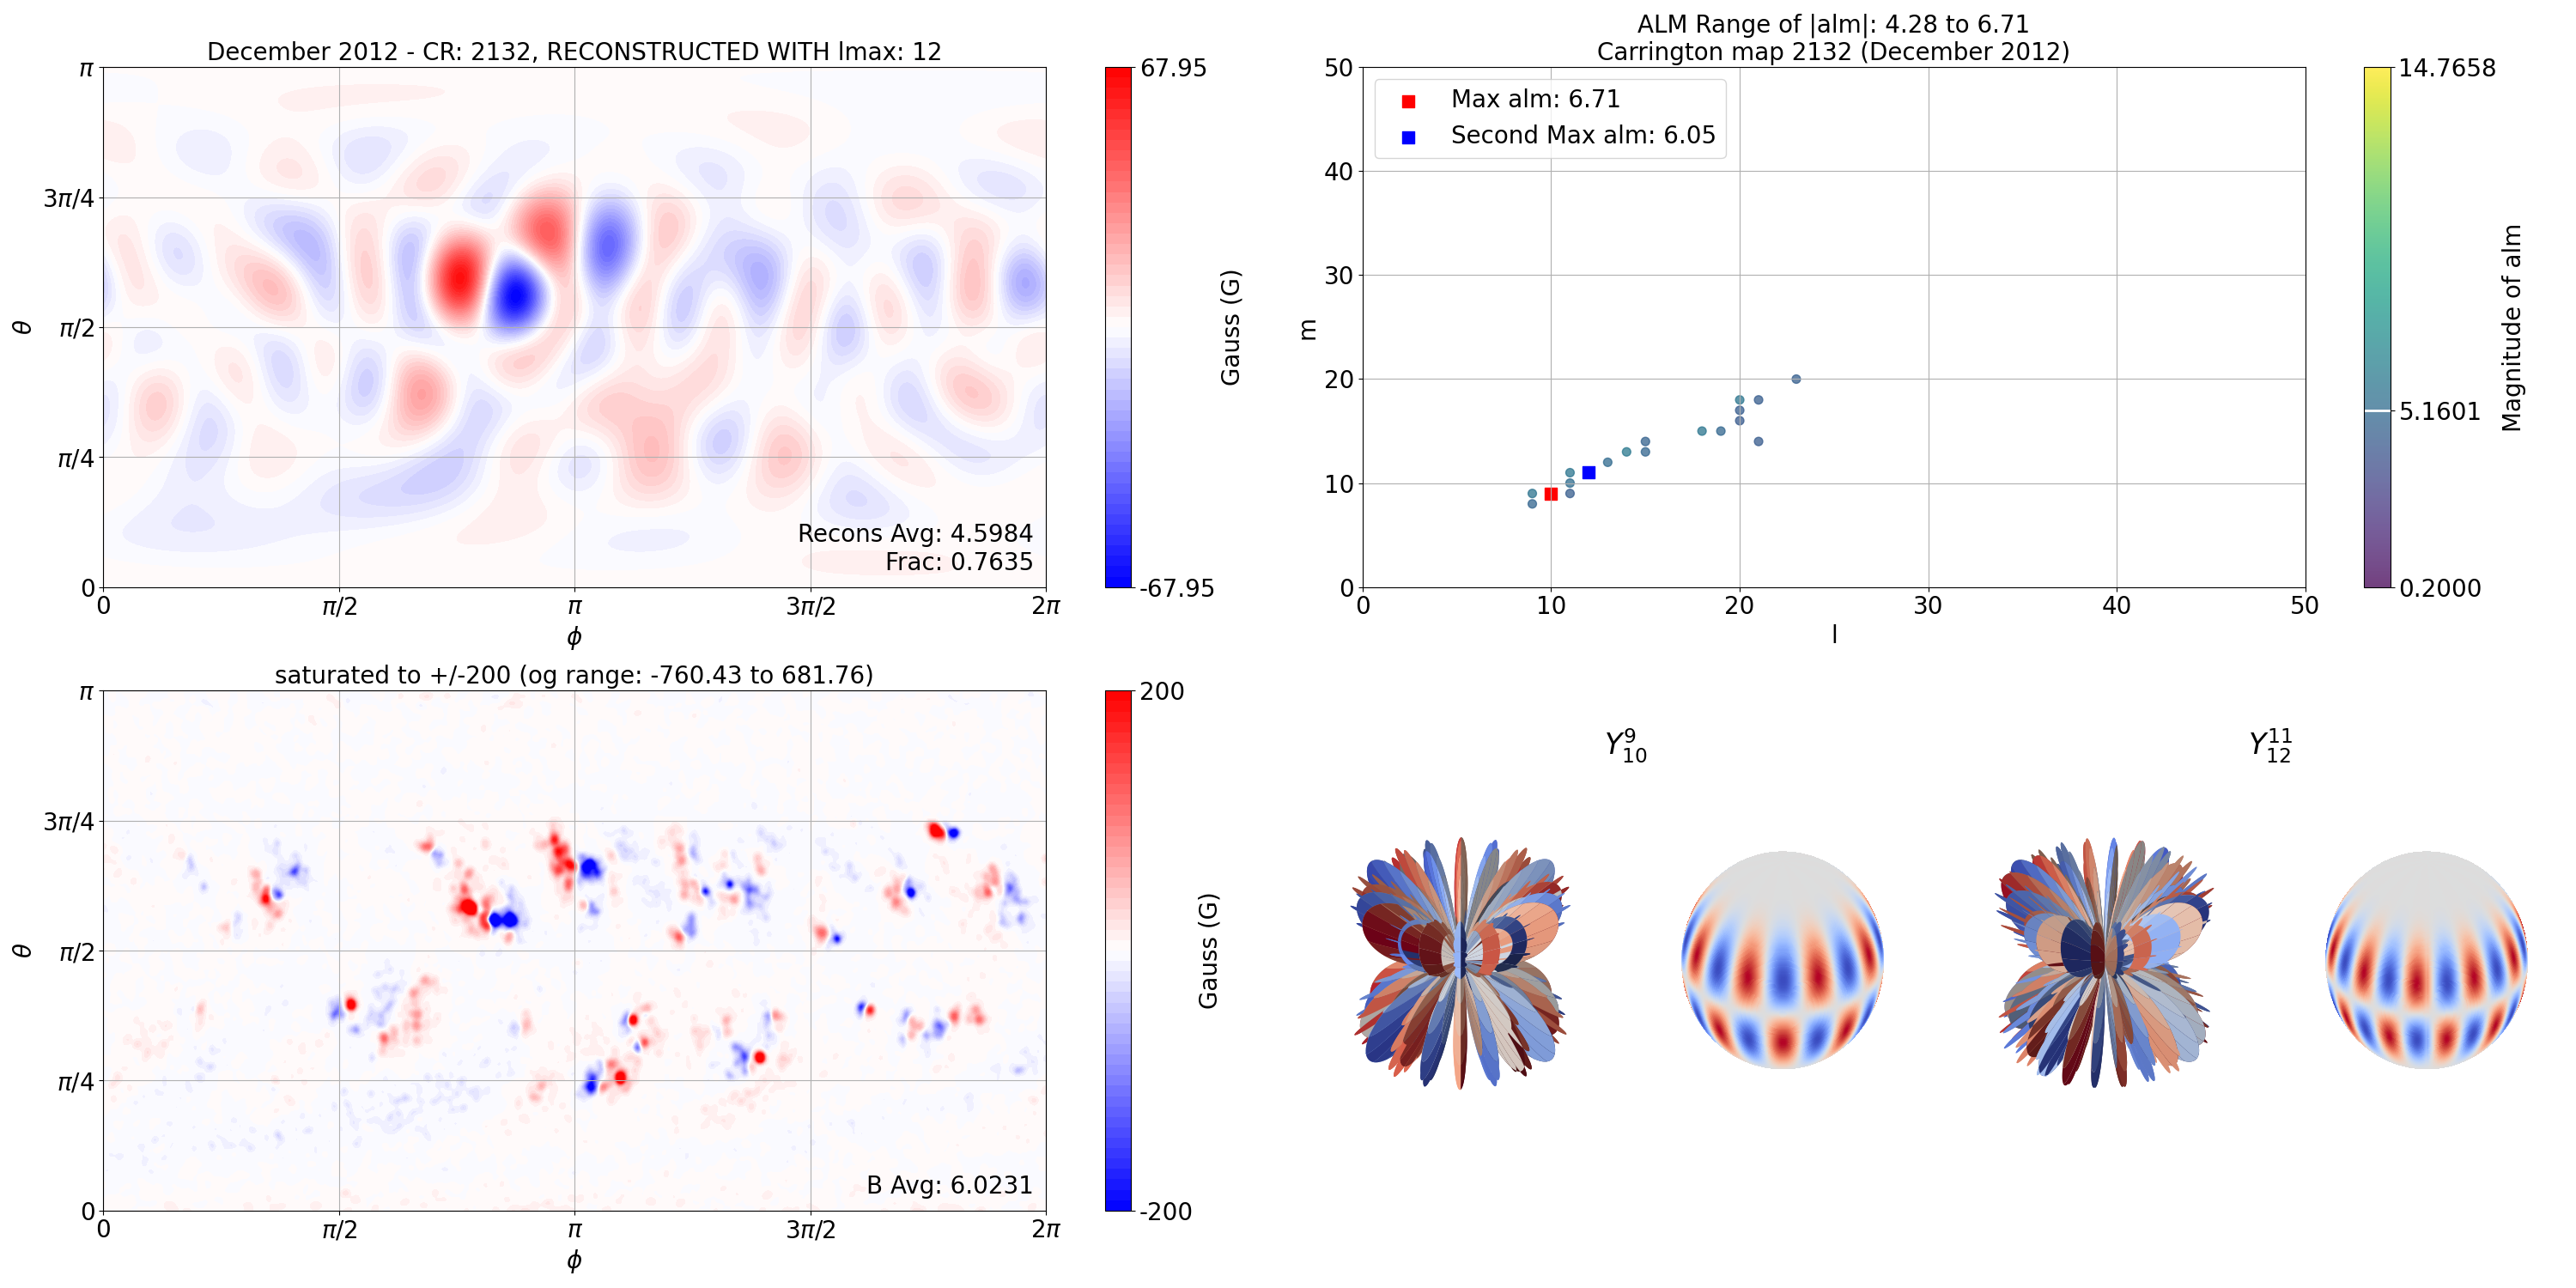 December 2012 - CR: 2132, RECONSTRUCTED WITH lmax: 12
π
3π/4
π/2
π/4
0
θ
0 π/2 π 3π/2 2π
ϕ
Recons Avg: 4.5984
Frac: 0.7635
67.95
-67.95
Gauss (G)
ALM Range of |alm|: 4.28 to 6.71
Carrington map 2132 (December 2012)
Max alm: 6.71
Second Max alm: 6.05
50
40
30
20
10
0
m
0 10 20 30 40 50
l
14.7658
5.1601
0.2000
Magnitude of alm
saturated to +/-200 (og range: -760.43 to 681.76)
π
3π/4
π/2
π/4
0
θ
0 π/2 π 3π/2 2π
ϕ
B Avg: 6.0231
200
-200
Gauss (G)
Y_{10}^{9}
Y_{12}^{11}